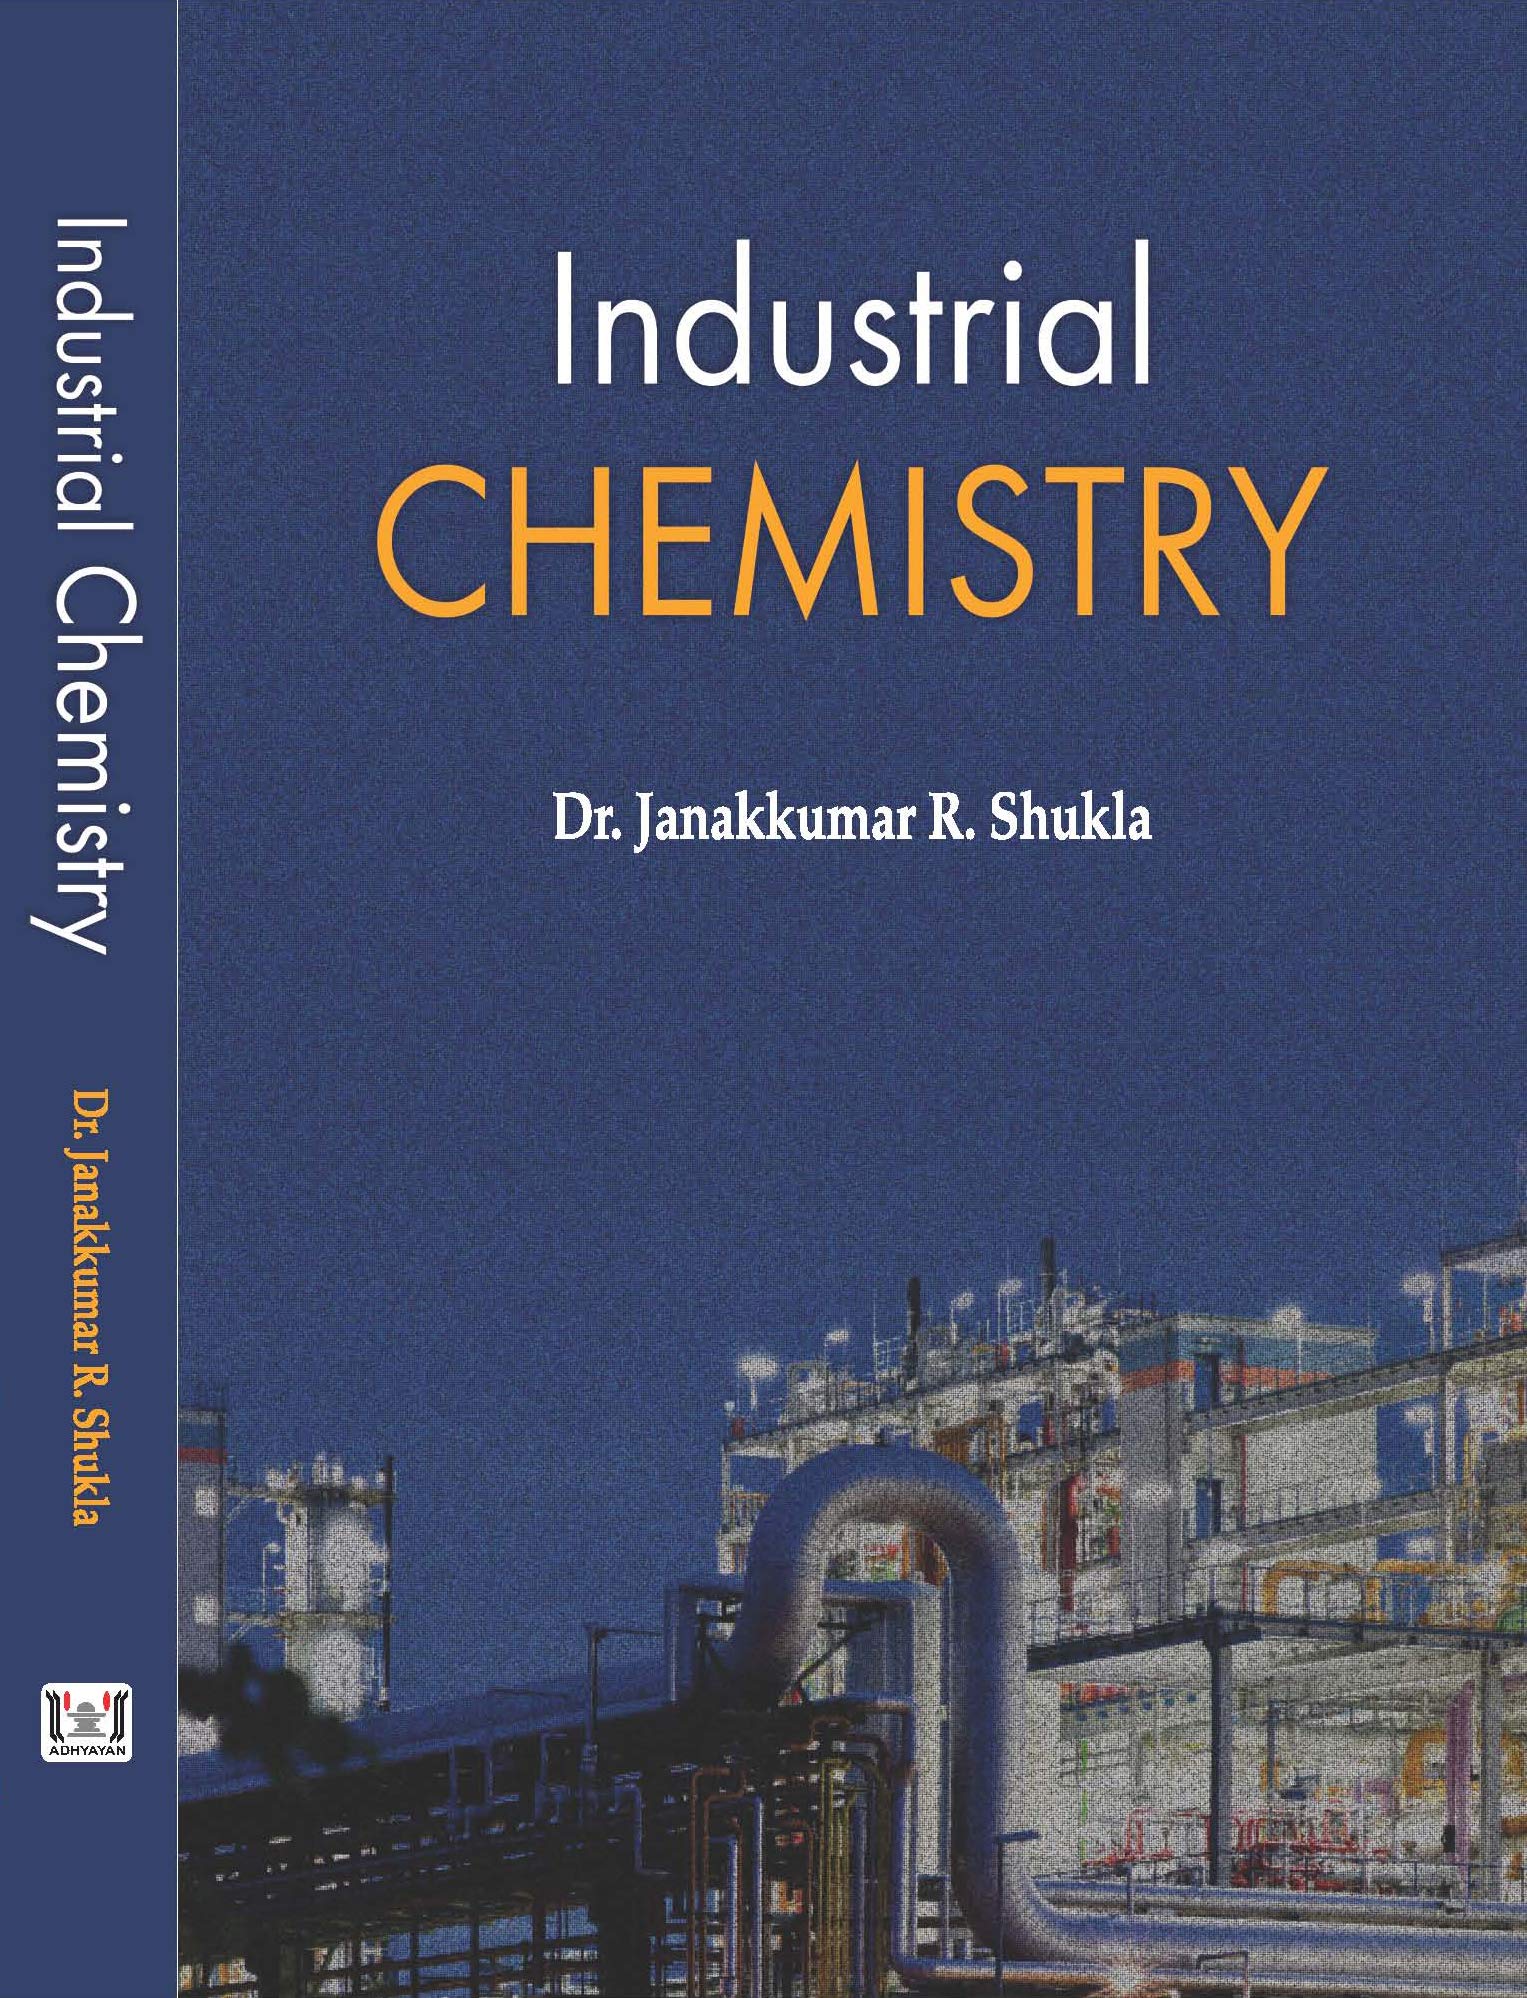 Industrial Chemistry
Dr. Janakkumar R. Shukla
ADHYAYAN
Industrial
CHEMISTRY
Dr. Janakkumar R. Shukla